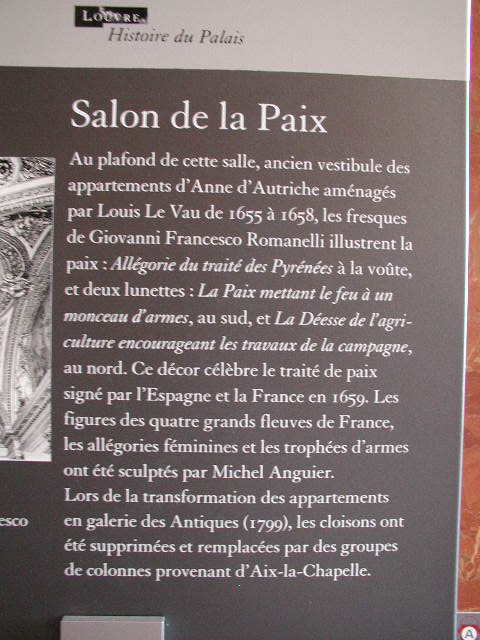 LOUVRE
Histoire du Palais
Salon de la Paix
Au plafond de cette salle, ancien vestibule des
appartements d'Anne d'Autriche aménagés
par Louis Le Vau de 1655 à 1658, les fresques
de Giovanni Francesco Romanelli illustrent la
paix : Allégorie du traité des Pyrénées à la voûte,
et deux lunettes : La Paix mettant le feu à un
monceau d'armes, au sud, et La Déesse de l'agri-
culture encourageant les travaux de la campagne,
au nord. Ce décor célèbre le traité de paix
signé par l'Espagne et la France en 1659. Les
figures des quatre grands fleuves de France,
les allégories féminines et les trophées d'armes
ont été sculptés par Michel Anguier.
Lors de la transformation des appartements
en galerie des Antiques (1799), les cloisons ont
été supprimées et remplacées par des groupes
de colonnes provenant d'Aix-la-Chapelle.
esco
A